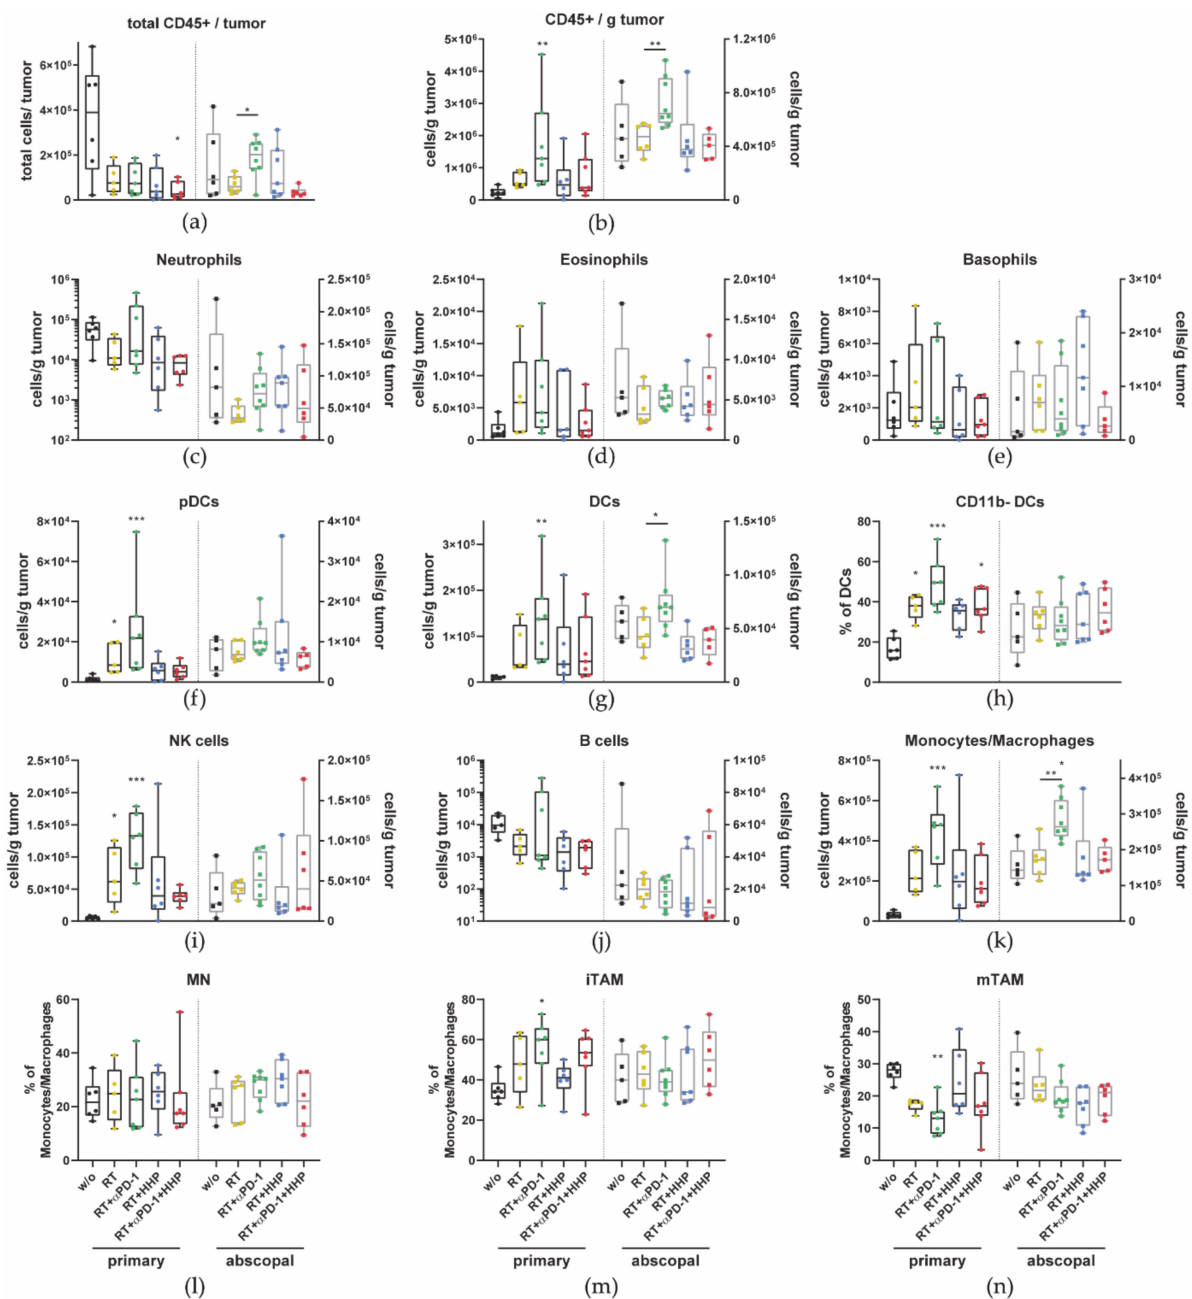 total CD45+ / tumor
CD45+ / g tumor
total cells/ tumor
6×10⁵
4×10⁵
2×10⁵
0
*
*
(a)
cells/g tumor
5×10⁶
4×10⁶
3×10⁶
2×10⁶
1×10⁶
0
**
**
1.2×10⁶
8.0×10⁵
4.0×10⁵
0
cells/g tumor
(b)
Neutrophils
cells/g tumor
10⁶
10⁵
10⁴
10³
10²
2.5×10⁵
2.0×10⁵
1.5×10⁵
1.0×10⁵
5.0×10⁴
0
cells/g tumor
(c)
Eosinophils
cells/g tumor
2.5×10⁴
2.0×10⁴
1.5×10⁴
1.0×10⁴
5.0×10³
0
2.0×10⁴
1.5×10⁴
1.0×10⁴
5.0×10³
0
cells/g tumor
(d)
Basophils
cells/g tumor
1×10⁴
8×10³
6×10³
4×10³
2×10³
0
3×10⁴
2×10⁴
1×10⁴
0
cells/g tumor
(e)
pDCs
cells/g tumor
8×10⁴
6×10⁴
4×10⁴
2×10⁴
0
*
***
4×10⁴
3×10⁴
2×10⁴
1×10⁴
0
cells/g tumor
(f)
DCs
cells/g tumor
3×10⁵
2×10⁵
1×10⁵
0
**
*
1.5×10⁵
1.0×10⁵
5.0×10⁴
0
cells/g tumor
(g)
CD11b- DCs
% of DCs
80
60
40
20
0
*
***
*
(h)
NK cells
cells/g tumor
2.5×10⁵
2.0×10⁵
1.5×10⁵
1.0×10⁵
5.0×10⁴
0
*
***
2.0×10⁵
1.5×10⁵
1.0×10⁵
5.0×10⁴
0
cells/g tumor
(i)
B cells
cells/g tumor
10⁶
10⁵
10⁴
10³
10²
10¹
1×10⁵
8×10⁴
6×10⁴
4×10⁴
2×10⁴
0
cells/g tumor
(j)
Monocytes/Macrophages
cells/g tumor
8×10⁵
6×10⁵
4×10⁵
2×10⁵
0
***
**
*
4×10⁵
3×10⁵
2×10⁵
1×10⁵
0
cells/g tumor
(k)
MN
% of
Monocytes/Macrophages
60
40
20
0
w/o
RT
RT+αPD-1
RT+HHP
RT+αPD-1+HHP
w/o
RT
RT+αPD-1
RT+HHP
RT+αPD-1+HHP
primary
abscopal
(l)
iTAM
% of
Monocytes/Macrophages
80
60
40
20
0
*
w/o
RT
RT+αPD-1
RT+HHP
RT+αPD-1+HHP
w/o
RT
RT+αPD-1
RT+HHP
RT+αPD-1+HHP
primary
abscopal
(m)
mTAM
% of
Monocytes/Macrophages
50
40
30
20
10
0
**
w/o
RT
RT+αPD-1
RT+HHP
RT+αPD-1+HHP
w/o
RT
RT+αPD-1
RT+HHP
RT+αPD-1+HHP
primary
abscopal
(n)